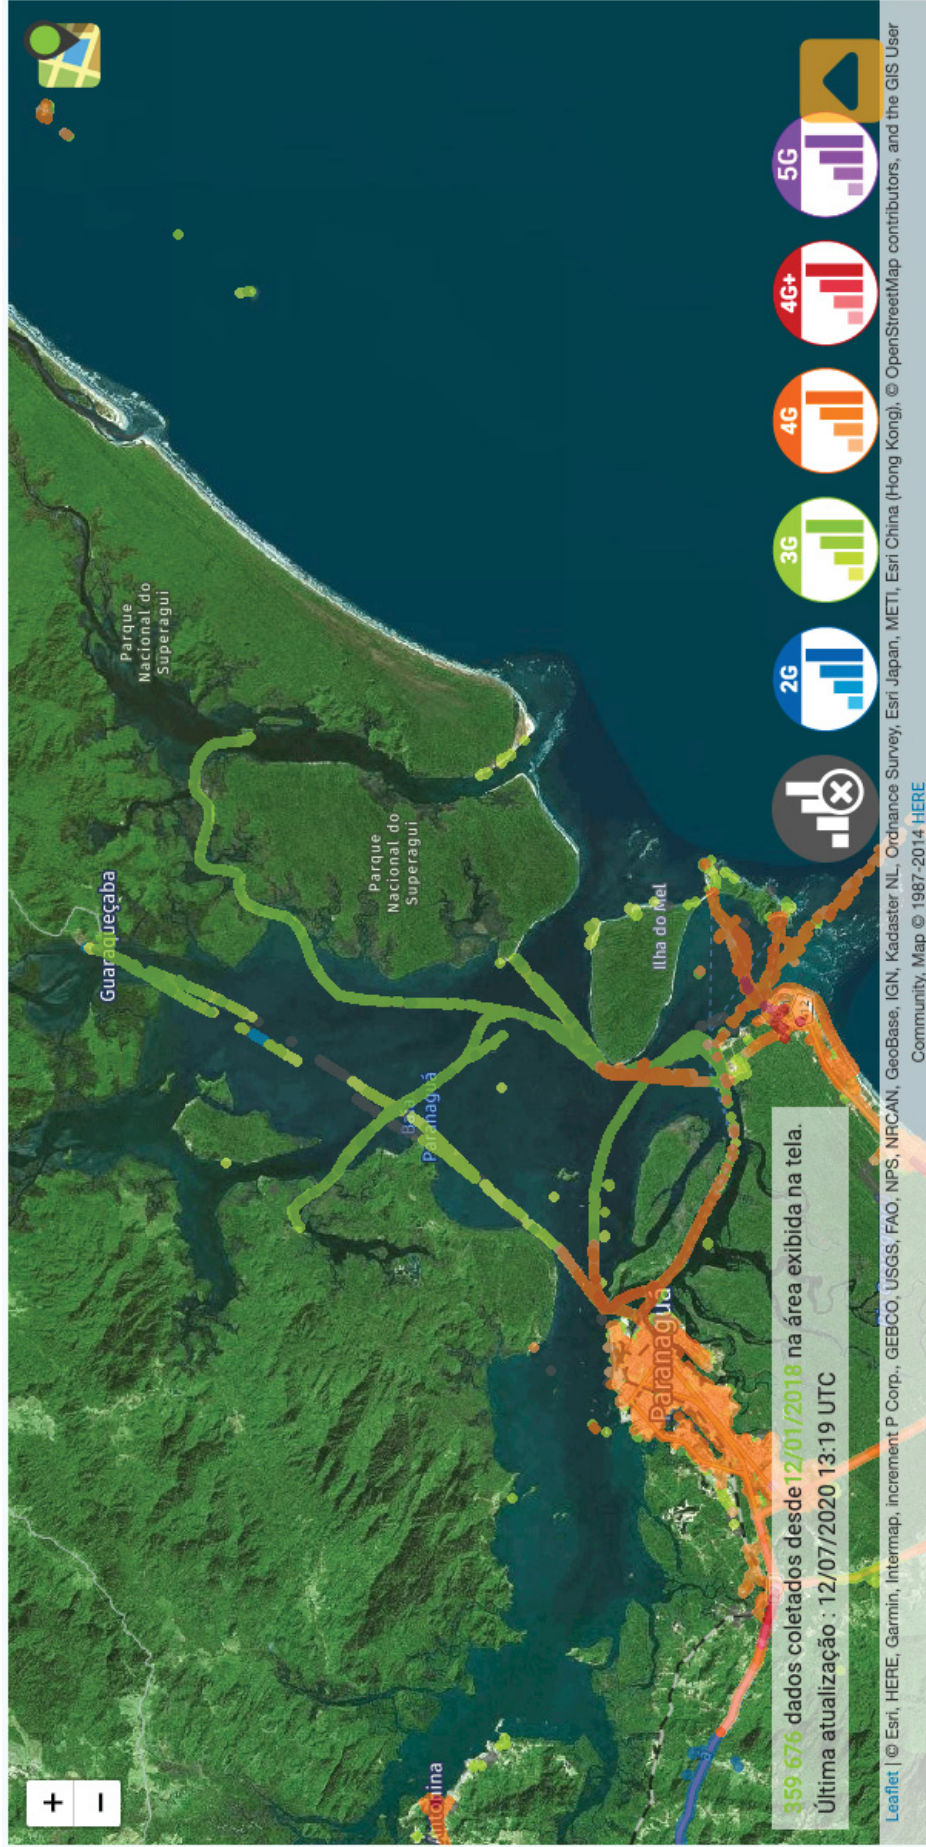 +
−
Guaraqueçaba
Parque
Nacional do
Superagui
Parque
Nacional do
Superagui
Baía
Paranaguá
Ilha do Mel
Antonina
Paranaguá
2G
3G
4G
4G+
5G
359 676 dados coletados desde 12/01/2018 na área exibida na tela.
Última atualização : 12/07/2020 13:19 UTC
Leaflet | © Esri, HERE, Garmin, Intermap, increment P Corp., GEBCO, USGS, FAO, NPS, NRCAN, GeoBase, IGN, Kadaster NL, Ordnance Survey, Esri Japan, METI, Esri China (Hong Kong), © OpenStreetMap contributors, and the GIS User
Community, Map © 1987-2014 HERE